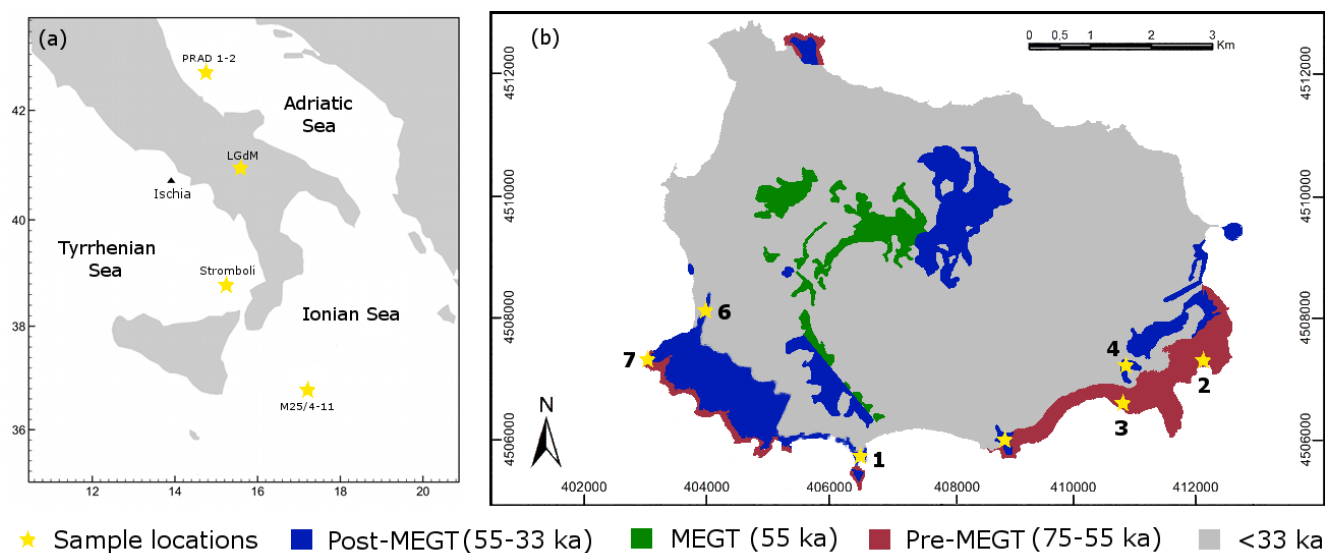 (a)
PRAD 1-2
Adriatic
Sea
LGdM
Ischia
Tyrrhenian
Sea
Stromboli
Ionian Sea
M25/4-11
42
40
38
36
12
14
16
18
20
(b)
0 0,5 1 2 3
Km
4512000
4510000
4508000
4506000
4512000
4510000
4508000
4506000
6
7
4
2
3
1
N
402000
404000
406000
408000
410000
412000
Sample locations
Post-MEGT (55-33 ka)
MEGT (55 ka)
Pre-MEGT (75-55 ka)
<33 ka